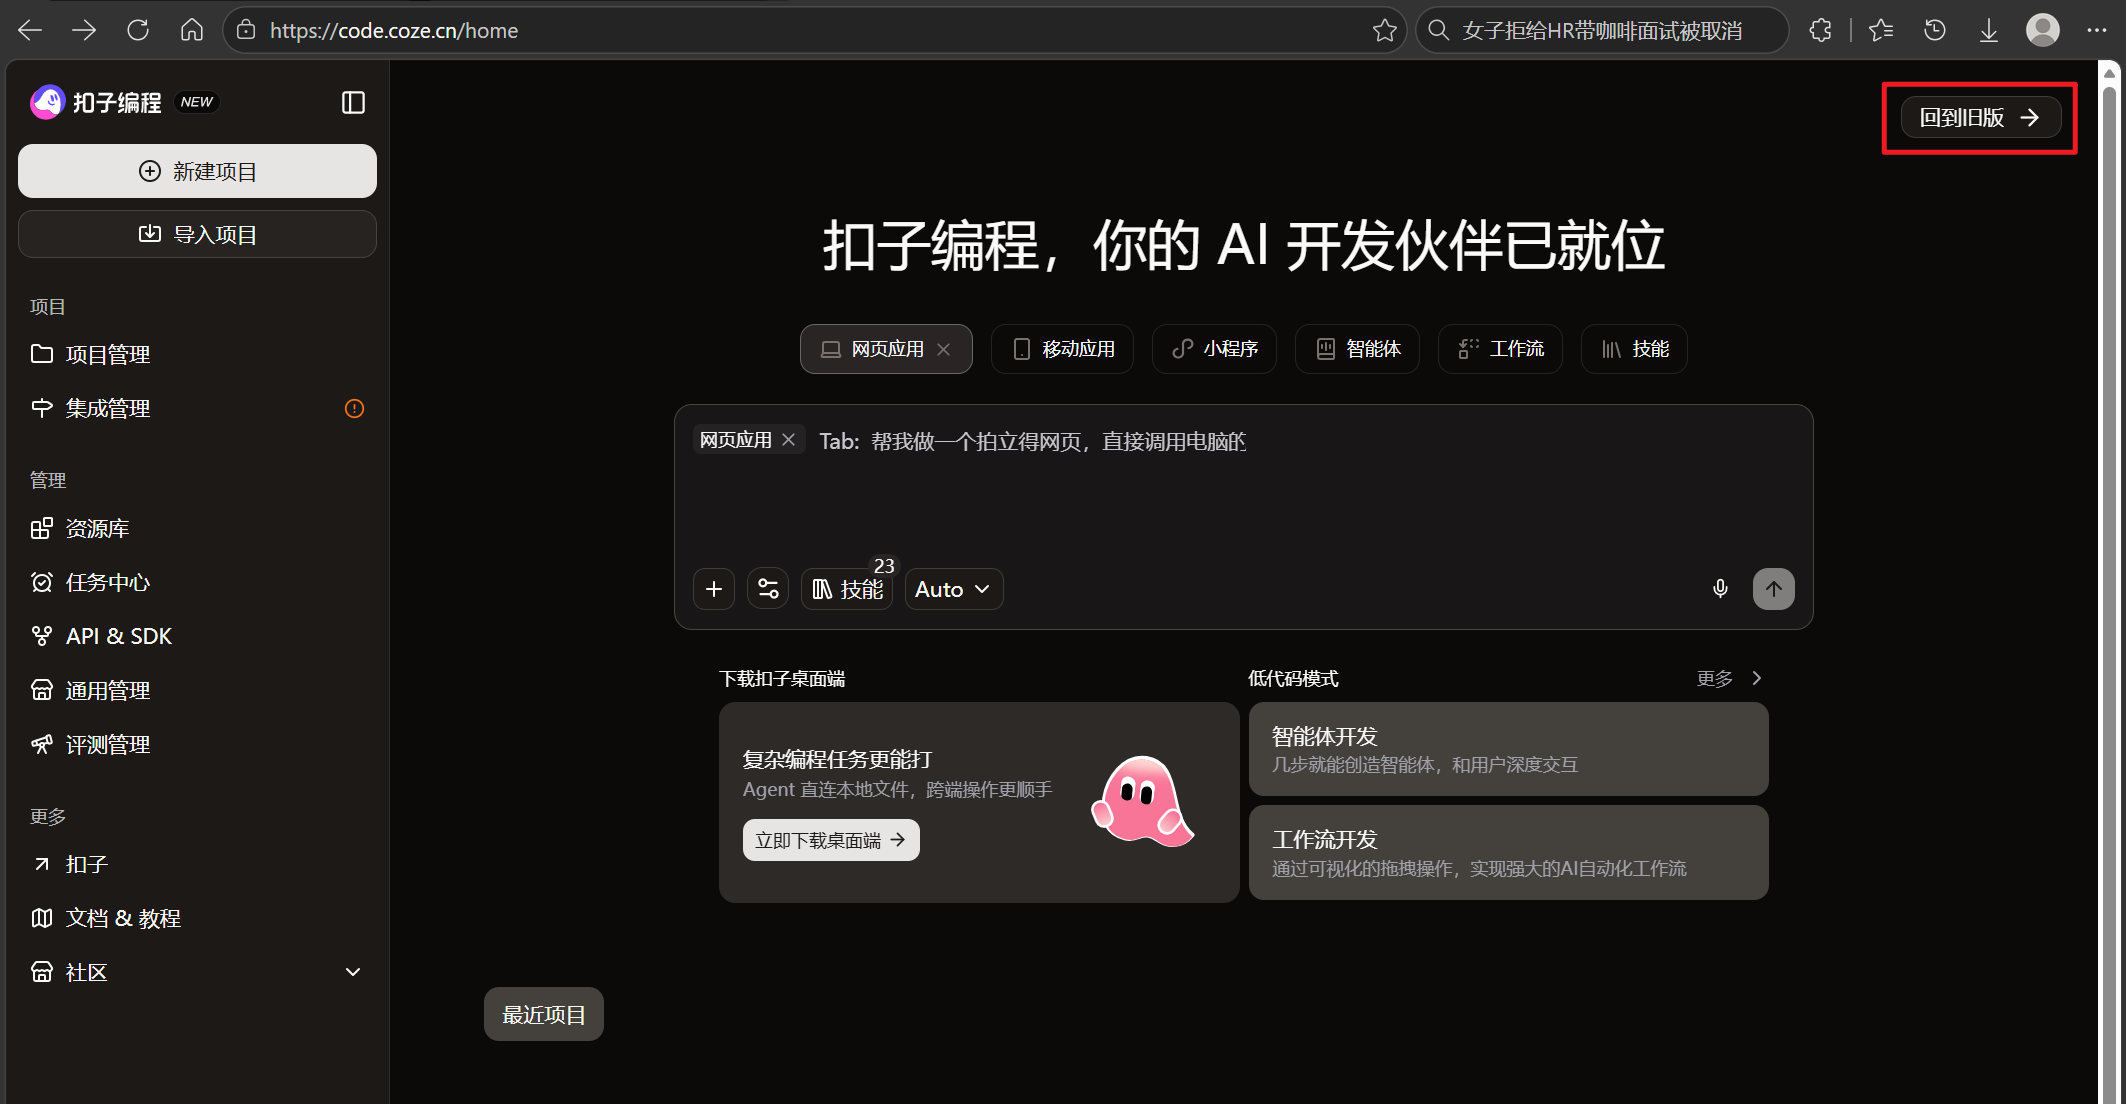 https://code.coze.cn/home
女子拒给HR带咖啡面试被取消
扣子编程 NEW
回到旧版
新建项目
导入项目
项目
项目管理
集成管理
管理
资源库
任务中心
API & SDK
通用管理
评测管理
更多
扣子
文档 & 教程
社区
扣子编程，你的 AI 开发伙伴已就位
网页应用 移动应用 小程序 智能体 工作流 技能
网页应用 Tab: 帮我做一个拍立得网页，直接调用电脑的
技能 23 Auto
下载扣子桌面端
复杂编程任务更能打
Agent 直连本地文件，跨端操作更顺手
立即下载桌面端
低代码模式 更多
智能体开发
几步就能创造智能体，和用户深度交互
工作流开发
通过可视化的拖拽操作，实现强大的AI自动化工作流
最近项目